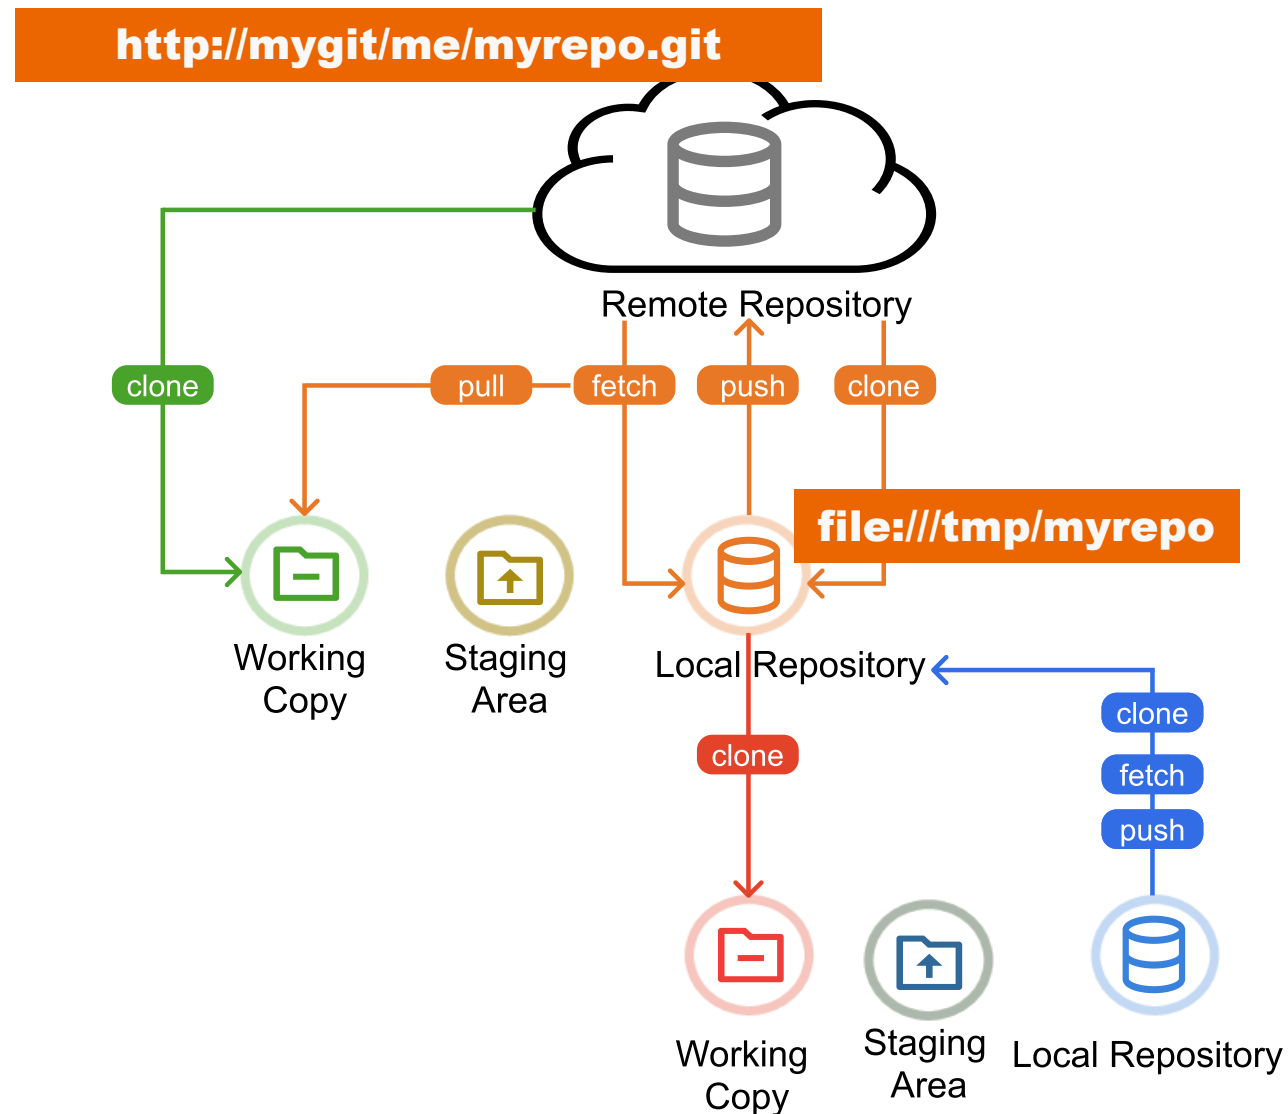 http://mygit/me/myrepo.git
Remote Repository
clone
pull
fetch
push
clone
file:///tmp/myrepo
Working
Copy
Staging
Area
Local Repository
clone
clone
fetch
push
Working
Copy
Staging
Area
Local Repository